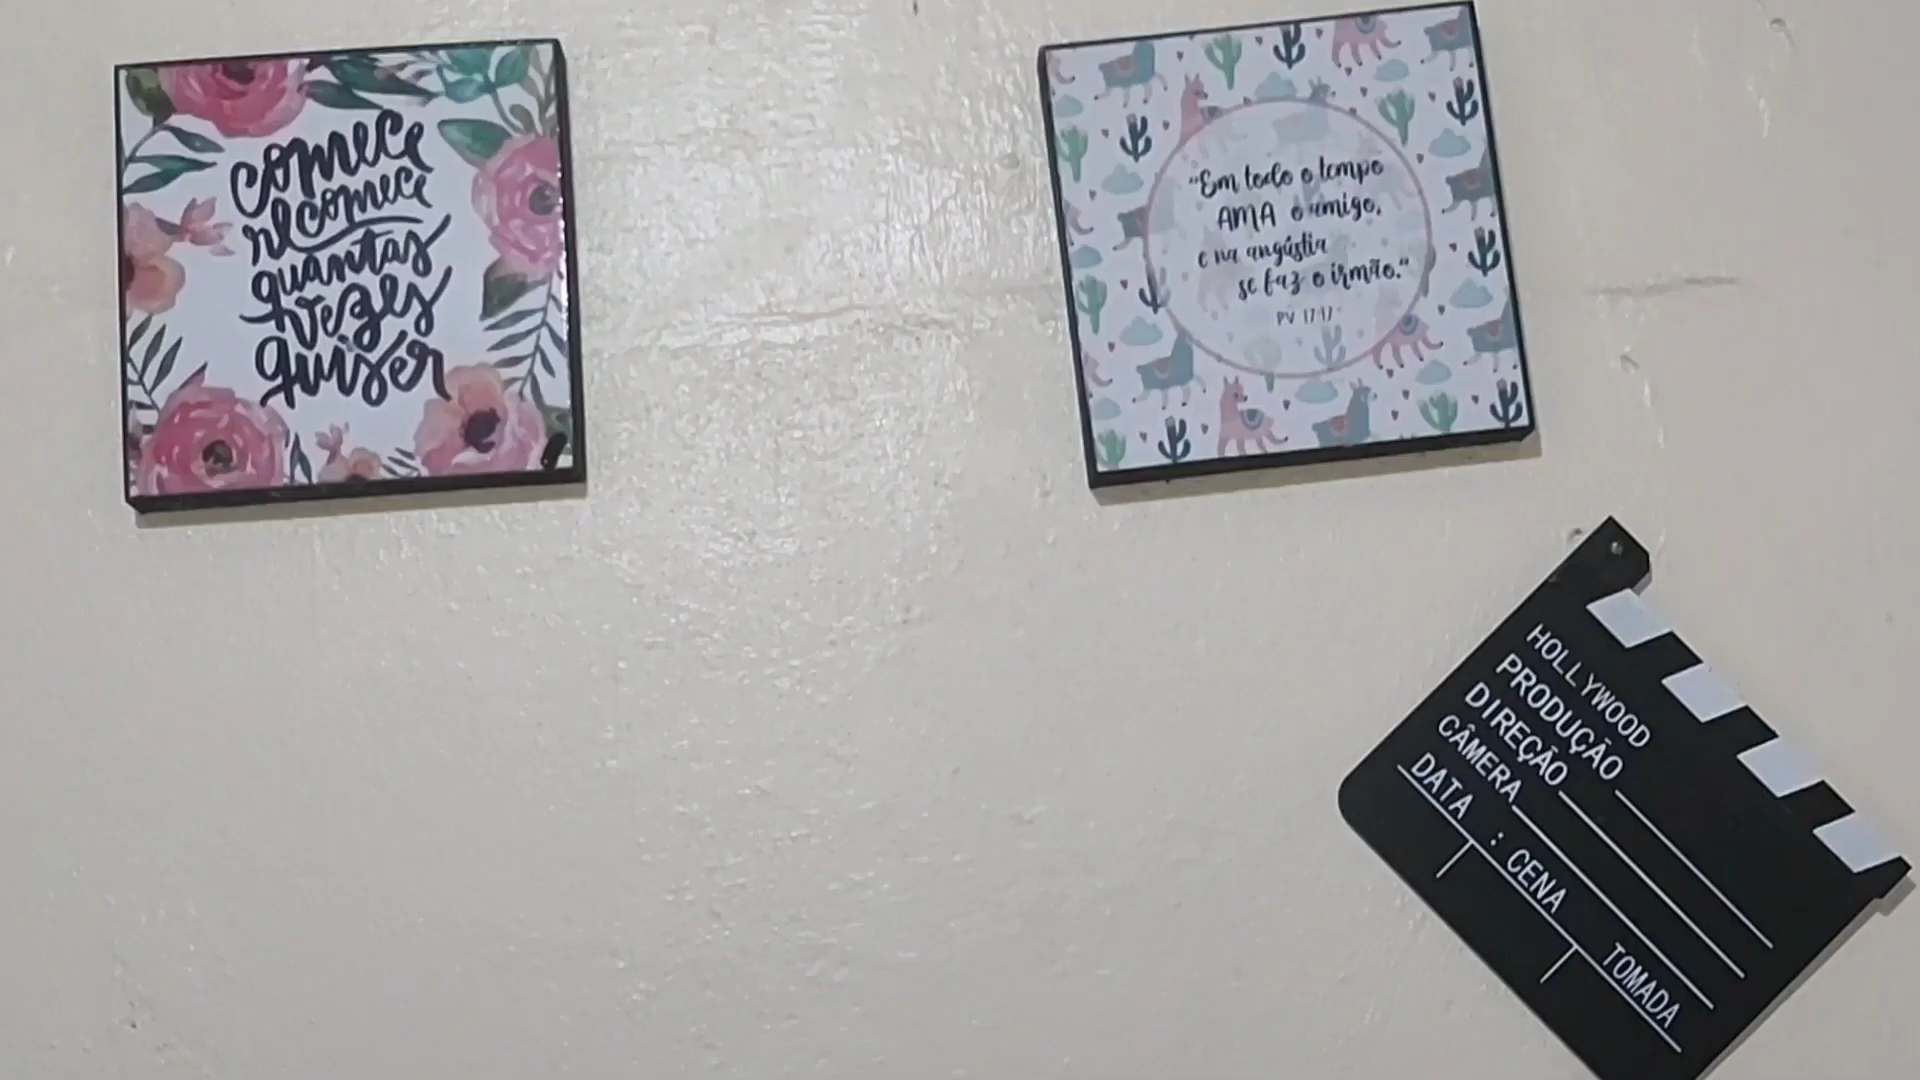 comece
recomece
quantas
vezes
quiser
"Em todo o tempo
AMA o amigo,
e na angústia
se faz o irmão."
PV 17:17
HOLLYWOOD
PRODUÇÃO
DIREÇÃO
CÂMERA
DATA : CENA TOMADA